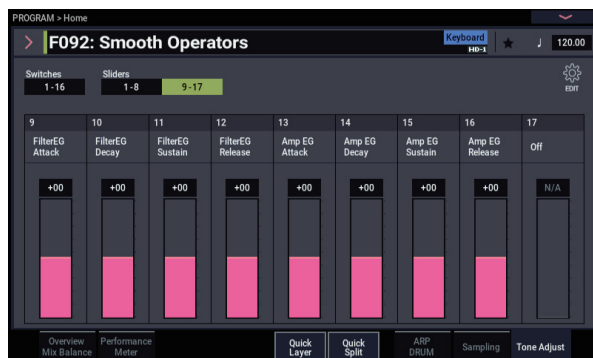 PROGRAM > Home
F092: Smooth Operators
Keyboard
HD-1
♩ 120.00
Switches
Sliders
1-16
1-8
9-17
EDIT
9 10 11 12 13 14 15 16 17
FilterEG Attack
FilterEG Decay
FilterEG Sustain
FilterEG Release
Amp EG Attack
Amp EG Decay
Amp EG Sustain
Amp EG Release
Off
+00 +00 +00 +00 +00 +00 +00 +00 N/A
Overview Mix Balance
Performance Meter
Quick Layer
Quick Split
ARP DRUM
Sampling
Tone Adjust